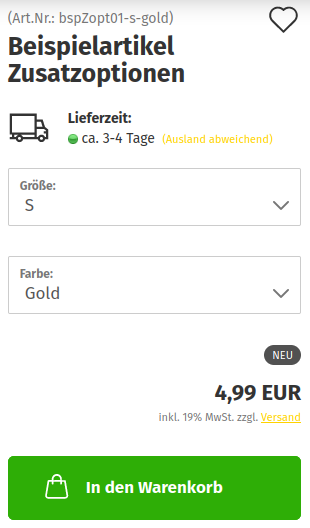 (Art.Nr.: bspZopt01-s-gold)
Beispielartikel
Zusatzoptionen
Lieferzeit:
ca. 3-4 Tage (Ausland abweichend)
Größe:
S
Farbe:
Gold
NEU
4,99 EUR
inkl. 19% MwSt. zzgl. Versand
In den Warenkorb